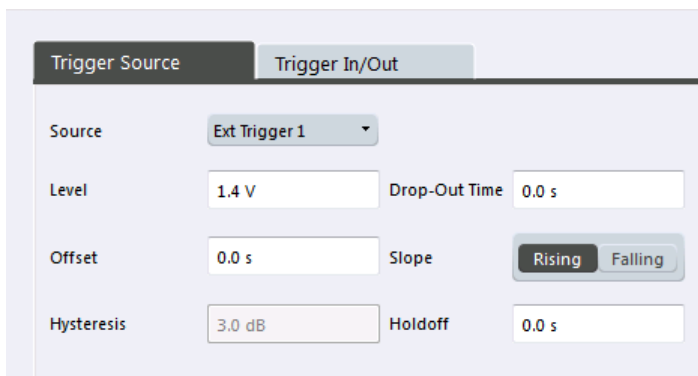 Trigger Source Trigger In/Out
Source Ext Trigger 1
Level 1.4 V Drop-Out Time 0.0 s
Offset 0.0 s Slope Rising Falling
Hysteresis 3.0 dB Holdoff 0.0 s